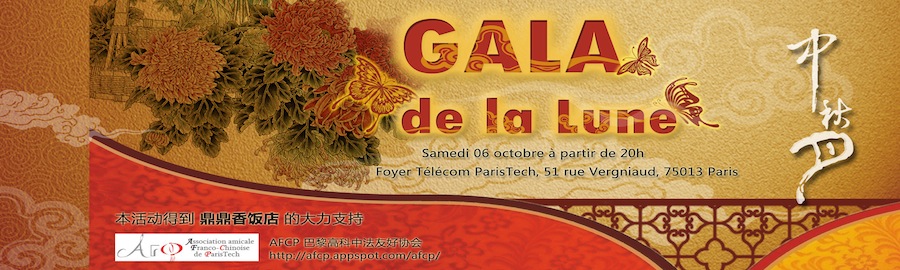 GALA
de la Lune
Samedi 06 octobre à partir de 20h
Foyer Télécom ParisTech, 51 rue Vergniaud, 75013 Paris
中秋月
本活动得到 鼎鼎香饭店 的大力支持
Association amicale
Franco-Chinoise
de ParisTech
AFCP 巴黎高科中法友好协会
http://afcp.appspot.com/afcp/